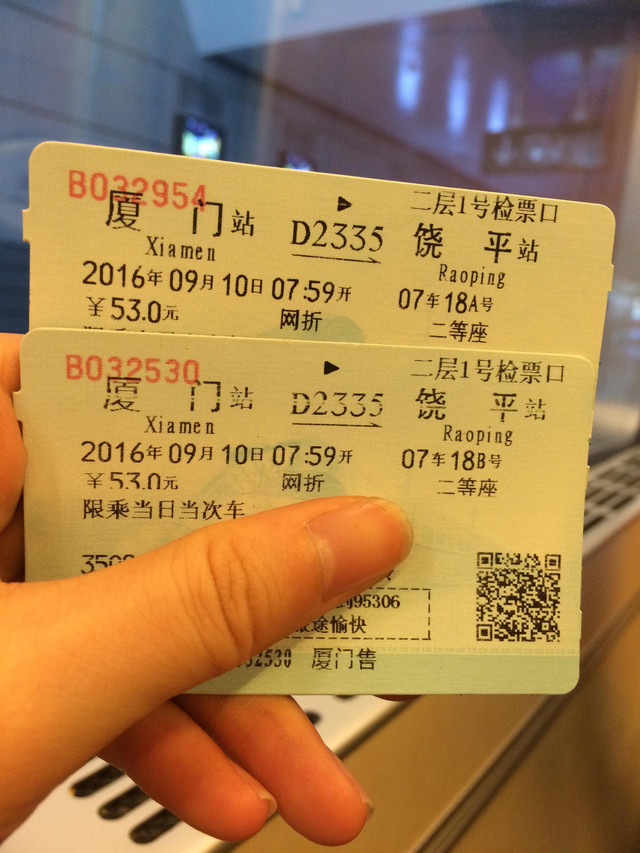 B032954
二层1号检票口
厦 门站 D2335 饶 平站
Xiamen Raoping
2016年09月10日07:59开 07车18A号
￥53.0元 网折 二等座
B032530
二层1号检票口
厦 门站 D2335 饶 平站
Xiamen Raoping
2016年09月10日07:59开 07车18B号
￥53.0元 网折 二等座
限乘当日当次车
95306
旅途愉快
32530 厦门售